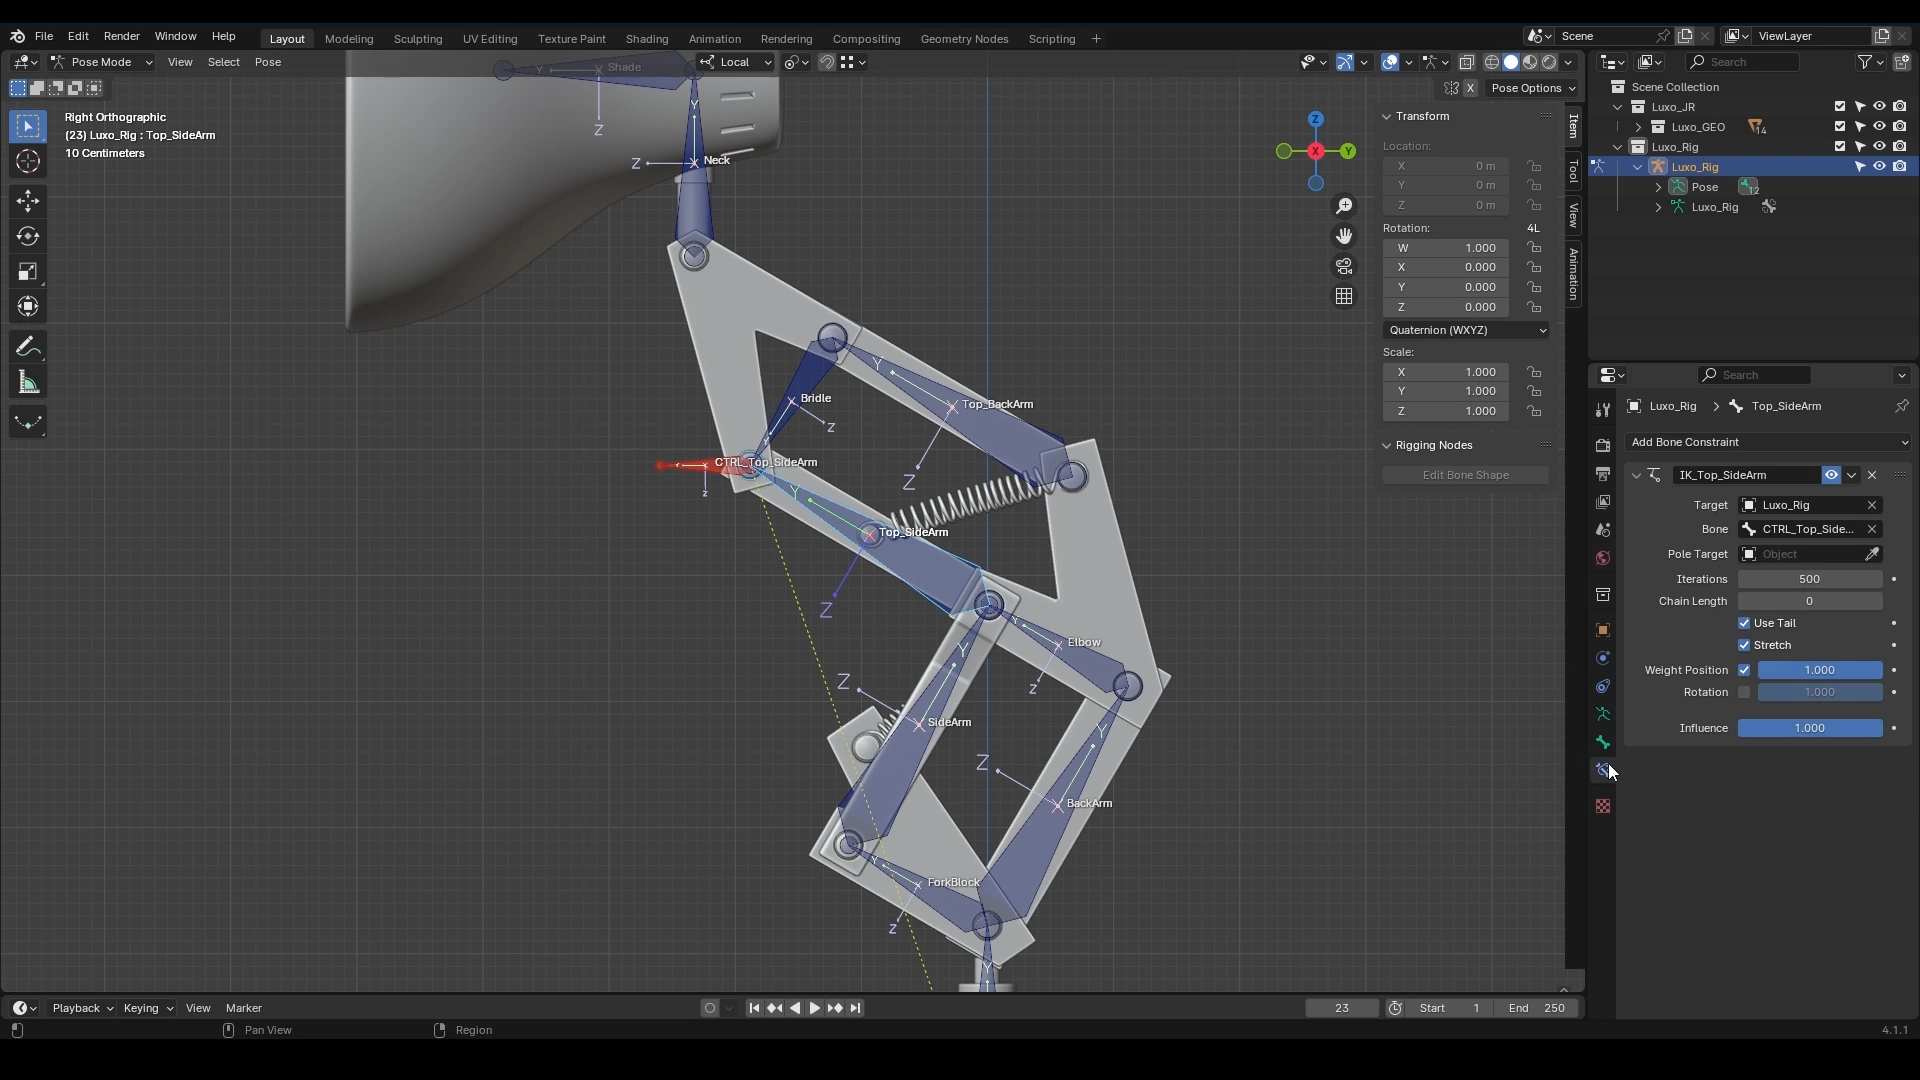 File Edit Render Window Help Layout Modeling Sculpting UV Editing Texture Paint Shading Animation Rendering Compositing Geometry Nodes Scripting + Scene ViewLayer
Pose Mode View Select Pose Local Search
X Pose Options
Right Orthographic
(23) Luxo_Rig : Top_SideArm
10 Centimeters
Shade
Y
Z
Y
Neck
Z
Bridle
Y
Z
Top_BackArm
Y
Z
CTRL_Top_SideArm
Y
Z
Top_SideArm
Y
Z
Elbow
Y
Z
SideArm
Y
Z
BackArm
Y
Z
ForkBlock
Y
Z
Y
Z
X
Y
Transform
Location:
X 0 m
Y 0 m
Z 0 m
Rotation: 4L
W 1.000
X 0.000
Y 0.000
Z 0.000
Quaternion (WXYZ)
Scale:
X 1.000
Y 1.000
Z 1.000
Rigging Nodes
Edit Bone Shape
Item
Tool
View
Animation
Scene Collection
Luxo_JR
Luxo_GEO 14
Luxo_Rig
Luxo_Rig
Pose 12
Luxo_Rig
Search
Luxo_Rig > Top_SideArm
Add Bone Constraint
IK_Top_SideArm
Target Luxo_Rig
Bone CTRL_Top_Side...
Pole Target Object
Iterations 500
Chain Length 0
Use Tail
Stretch
Weight Position 1.000
Rotation 1.000
Influence 1.000
Playback Keying View Marker 23 Start 1 End 250
Pan View Region 4.1.1